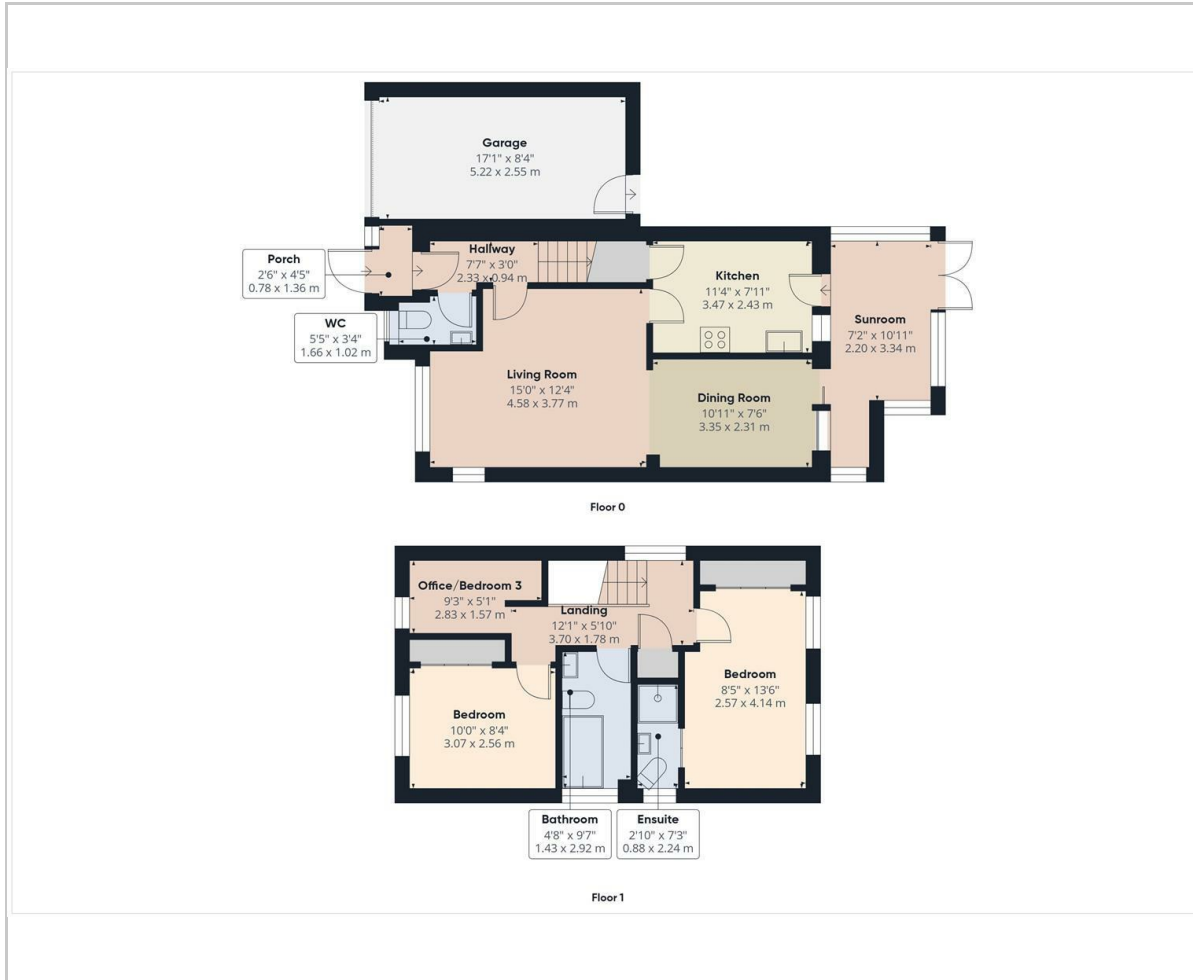 Garage
17'1" x 8'4"
5.22 x 2.55 m
Porch
2'6" x 4'5"
0.78 x 1.36 m
Hallway
7'7" x 3'0"
2.33 x 0.94 m
Kitchen
11'4" x 7'11"
3.47 x 2.43 m
WC
5'5" x 3'4"
1.66 x 1.02 m
Sunroom
7'2" x 10'11"
2.20 x 3.34 m
Living Room
15'0" x 12'4"
4.58 x 3.77 m
Dining Room
10'11" x 7'6"
3.35 x 2.31 m
Floor 0
Office/Bedroom 3
9'3" x 5'1"
2.83 x 1.57 m
Landing
12'1" x 5'10"
3.70 x 1.78 m
Bedroom
8'5" x 13'6"
2.57 x 4.14 m
Bedroom
10'0" x 8'4"
3.07 x 2.56 m
Bathroom
4'8" x 9'7"
1.43 x 2.92 m
Ensuite
2'10" x 7'3"
0.88 x 2.24 m
Floor 1